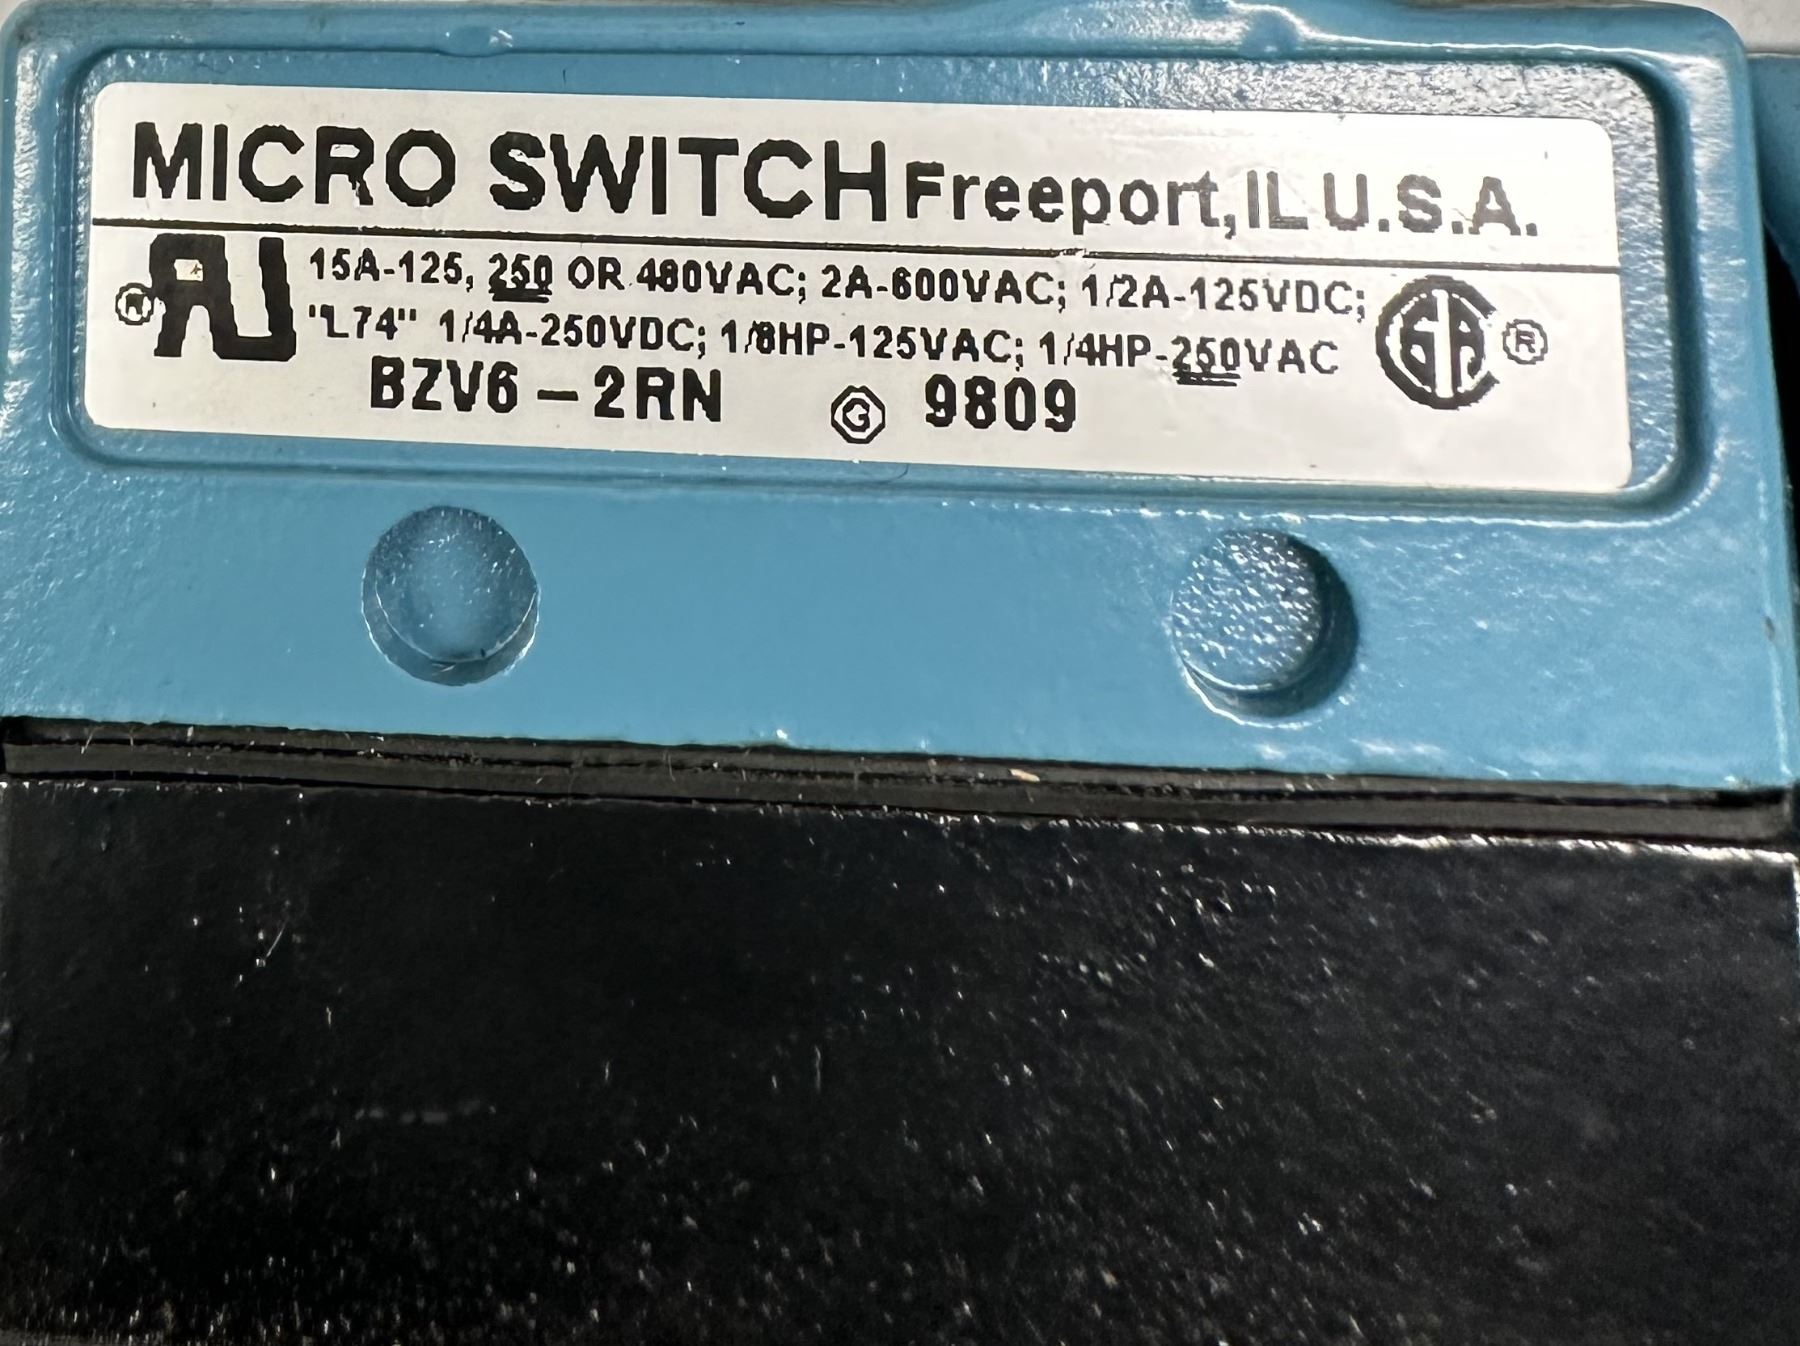 MICRO SWITCH Freeport, IL U.S.A.
15A-125, 250 OR 480VAC; 2A-600VAC; 1/2A-125VDC;
"L74" 1/4A-250VDC; 1/8HP-125VAC; 1/4HP-250VAC
BZV6-2RN G 9809